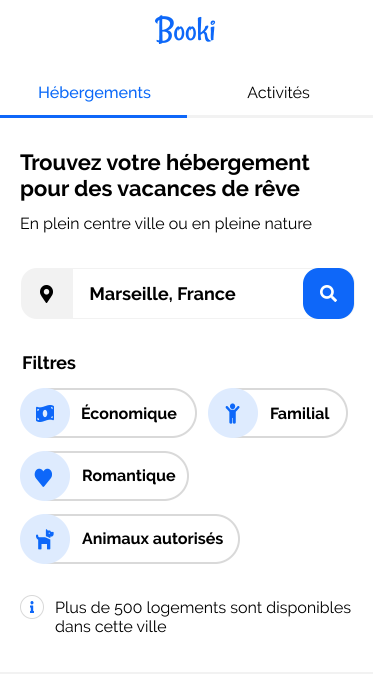 Booki
Hébergements
Activités
Trouvez votre hébergement
pour des vacances de rêve
En plein centre ville ou en pleine nature
Marseille, France
Filtres
Économique
Familial
Romantique
Animaux autorisés
Plus de 500 logements sont disponibles
dans cette ville